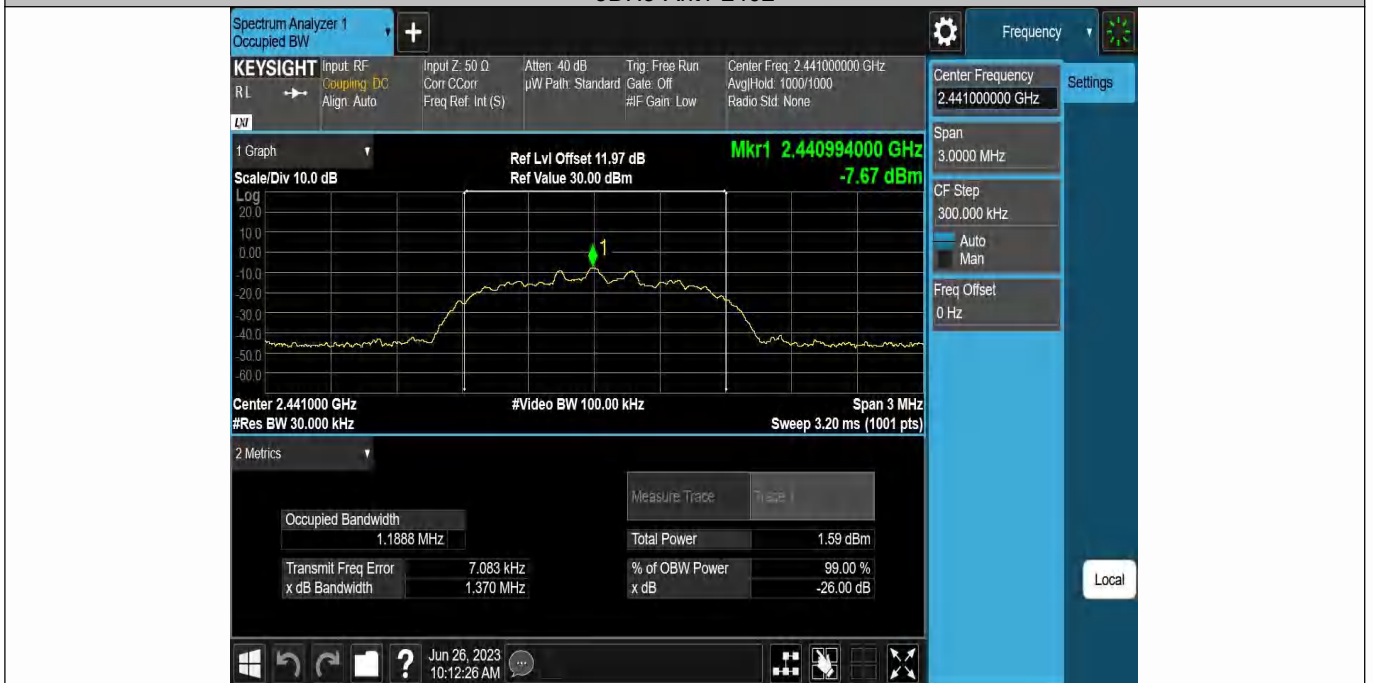 Spectrum Analyzer 1
Occupied BW
+
Frequency
KEYSIGHT
RL
LXI
Input: RF
Coupling: DC
Align: Auto
Input Z: 50 Ω
Corr CCorr
Freq Ref: Int (S)
Atten: 40 dB
µW Path: Standard
Trig: Free Run
Gate: Off
#IF Gain: Low
Center Freq: 2.441000000 GHz
Avg|Hold: 1000/1000
Radio Std: None
Center Frequency
2.441000000 GHz
Settings
Span
3.0000 MHz
CF Step
300.000 kHz
Auto
Man
Freq Offset
0 Hz
1 Graph
Scale/Div 10.0 dB
Ref Lvl Offset 11.97 dB
Ref Value 30.00 dBm
Mkr1 2.440994000 GHz
-7.67 dBm
Log
20.0
10.0
0.00
-10.0
-20.0
-30.0
-40.0
-50.0
-60.0
1
Center 2.441000 GHz
#Video BW 100.00 kHz
Span 3 MHz
#Res BW 30.000 kHz
Sweep 3.20 ms (1001 pts)
2 Metrics
Measure Trace
Trace 1
Occupied Bandwidth
1.1888 MHz
Total Power
1.59 dBm
Transmit Freq Error
7.083 kHz
% of OBW Power
99.00 %
x dB Bandwidth
1.370 MHz
x dB
-26.00 dB
Local
?
Jun 26, 2023
10:12:26 AM